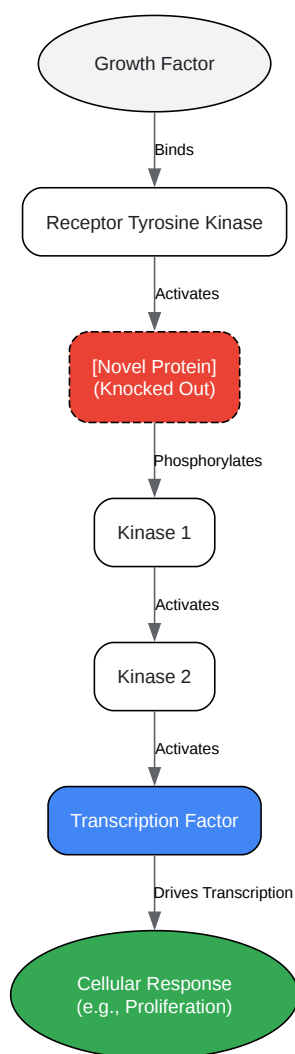 Growth Factor
Binds
Receptor Tyrosine Kinase
Activates
[Novel Protein]
(Knocked Out)
Phosphorylates
Kinase 1
Activates
Kinase 2
Activates
Transcription Factor
Drives Transcription
Cellular Response
(e.g., Proliferation)